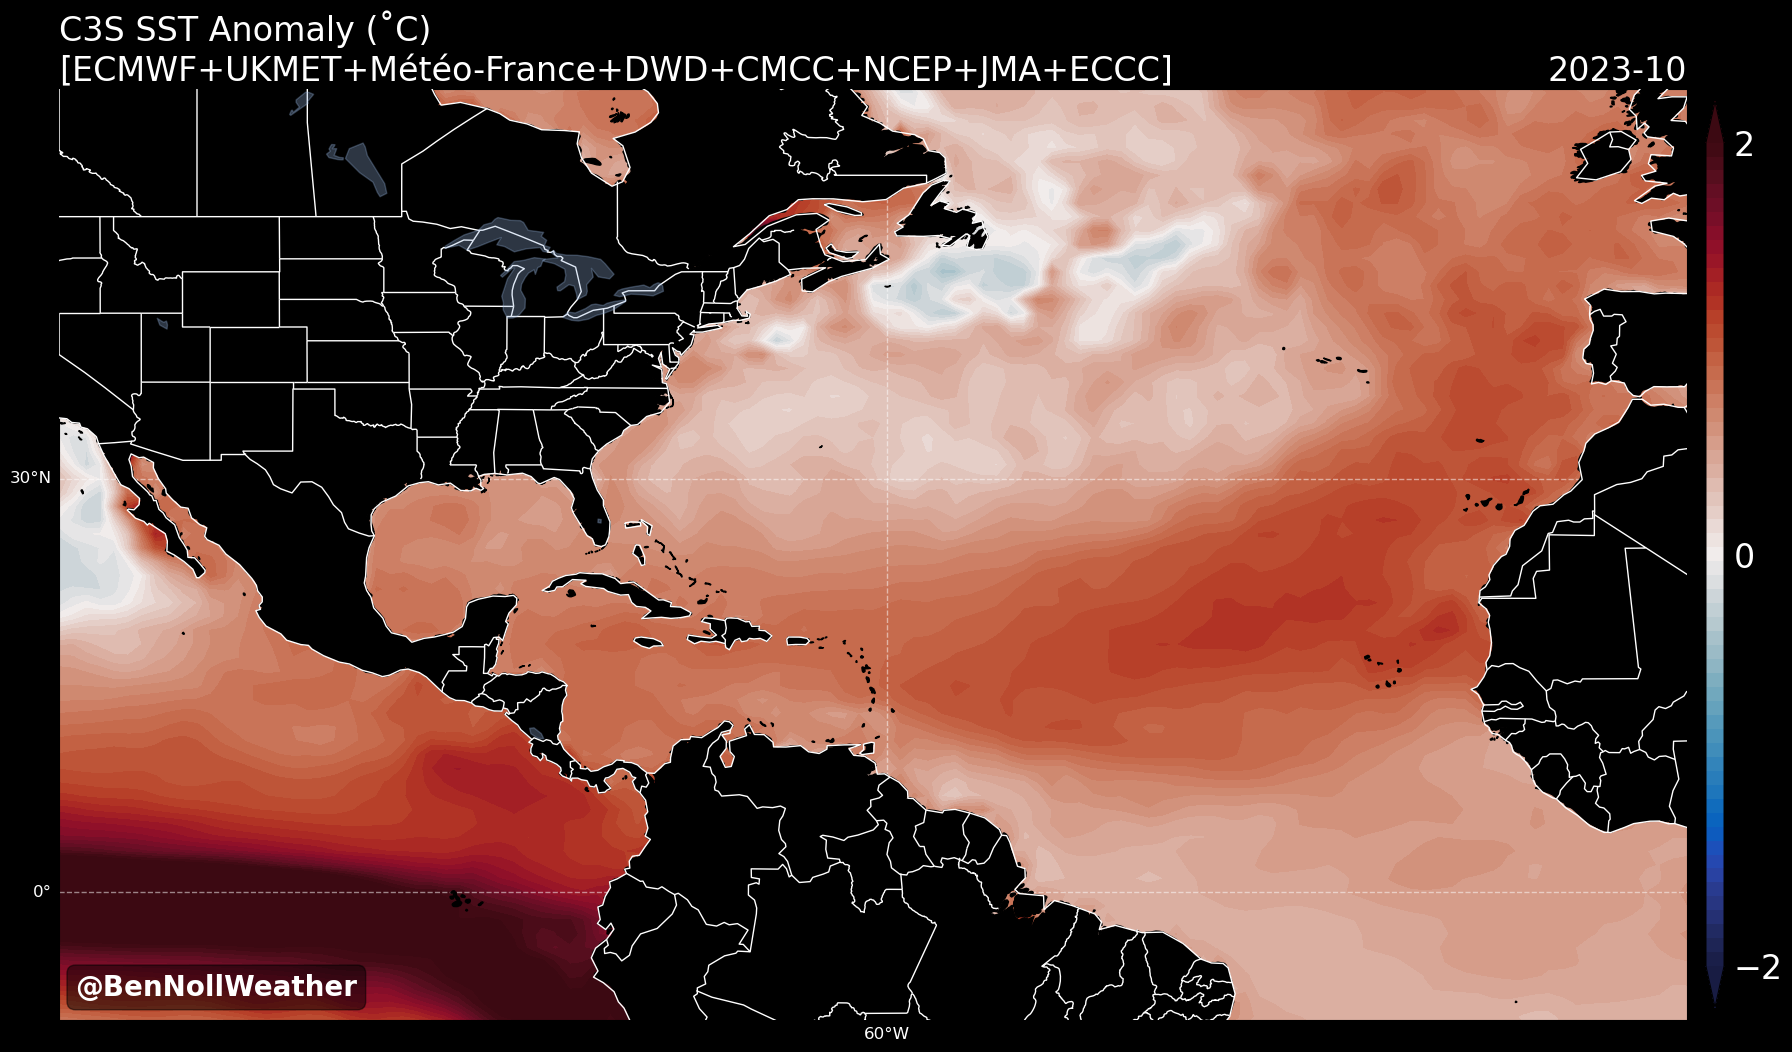 C3S SST Anomaly (˚C)
[ECMWF+UKMET+Météo-France+DWD+CMCC+NCEP+JMA+ECCC]
2023-10
2
0
−2
30°N
0°
60°W
@BenNollWeather